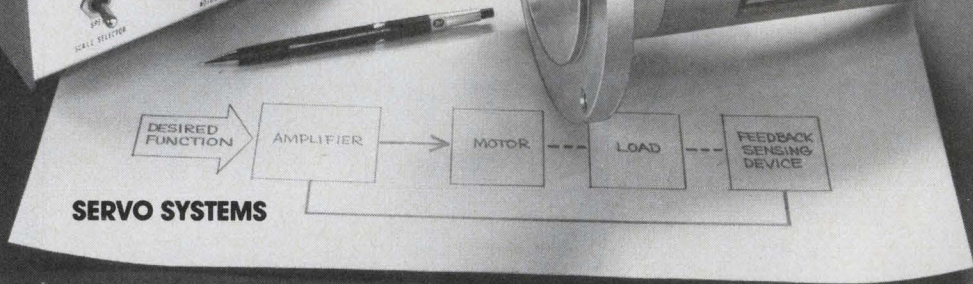 SCALE SELECTOR
DESIRED
FUNCTION
AMPLIFIER
MOTOR
LOAD
FEEDBACK
SENSING
DEVICE
SERVO SYSTEMS